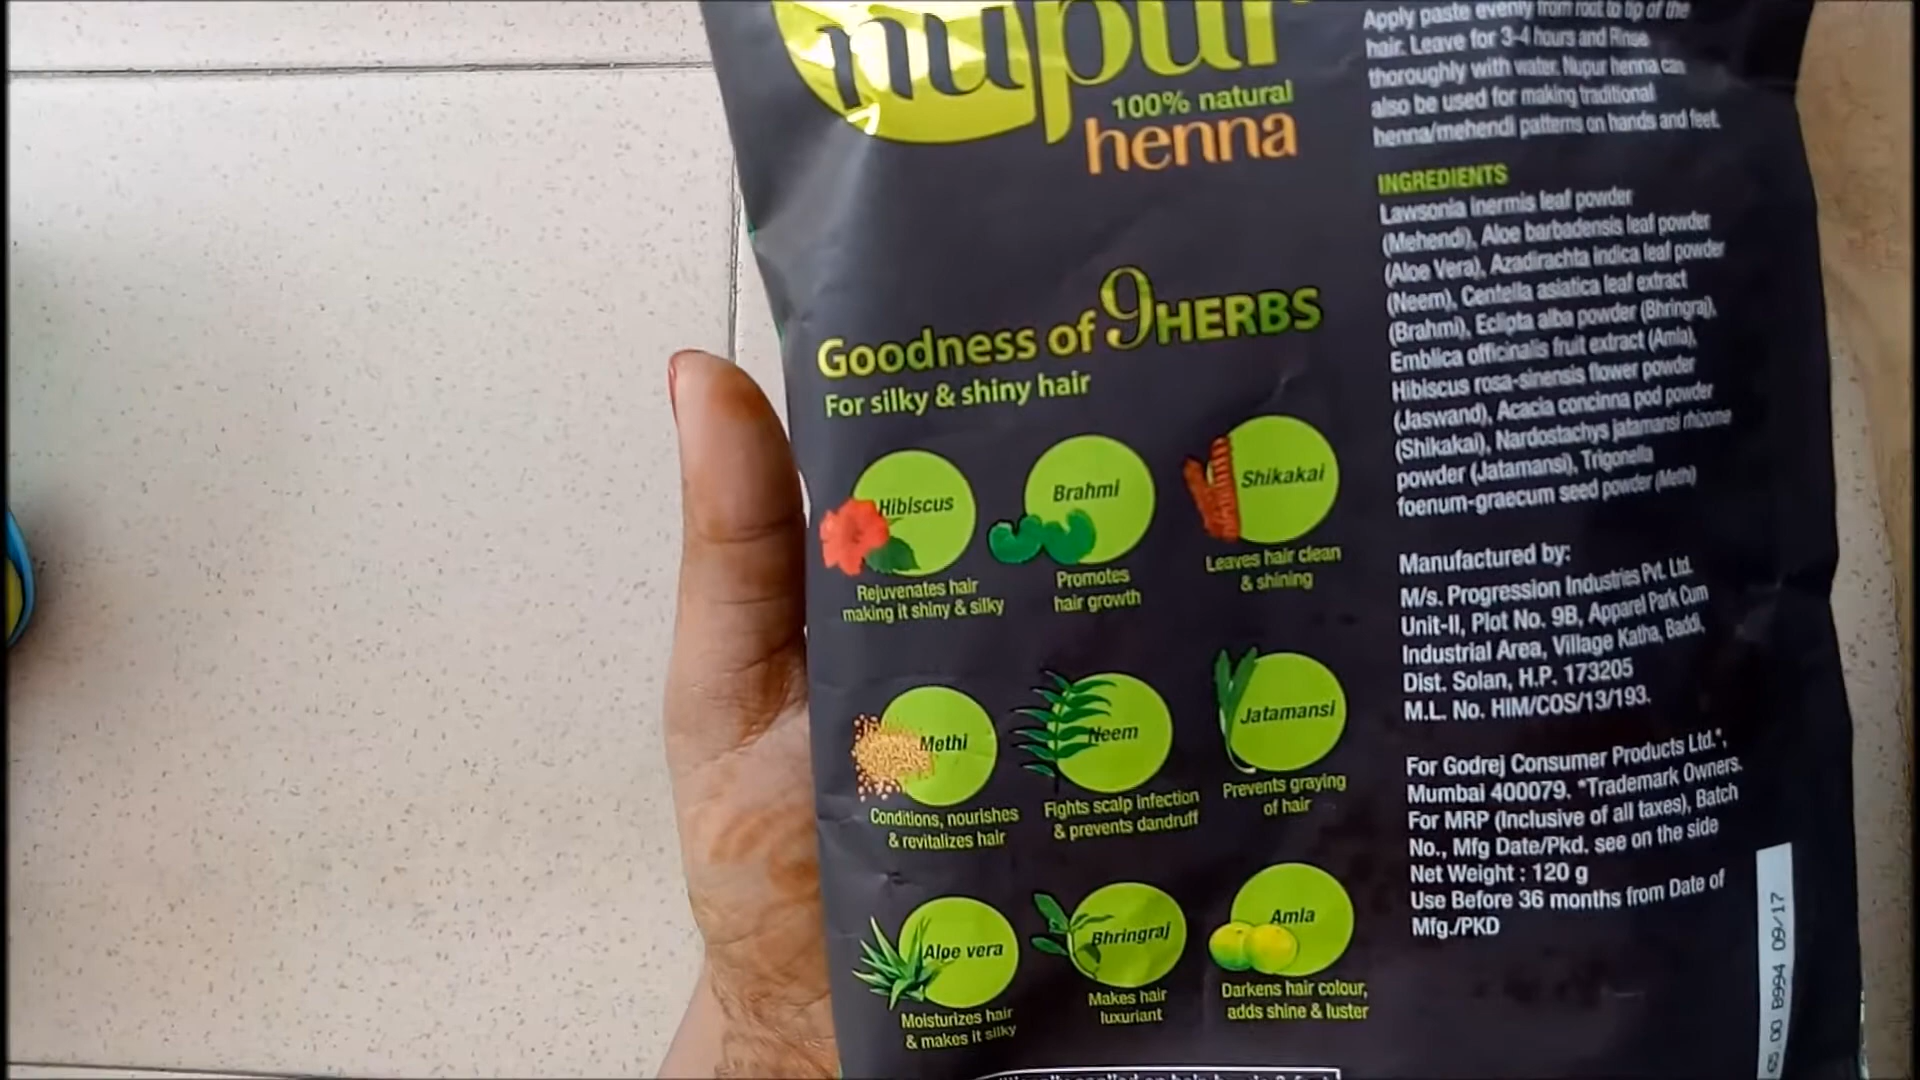 nupur
100% natural
henna
Goodness of 9 HERBS
For silky & shiny hair
Hibiscus
Rejuvenates hair
making it shiny & silky
Brahmi
Promotes
hair growth
Shikakai
Leaves hair clean
& shining
Methi
Conditions, nourishes
& revitalizes hair
Neem
Fights scalp infection
& prevents dandruff
Jatamansi
Prevents graying
of hair
Aloe vera
Moisturizes hair
& makes it silky
Bhringraj
Makes hair
luxuriant
Amla
Darkens hair colour,
adds shine & luster
Apply paste evenly from root to tip of the
hair. Leave for 3-4 hours and Rinse
thoroughly with water. Nupur henna can
also be used for making traditional
henna/mehendi patterns on hands and feet.
INGREDIENTS
Lawsonia inermis leaf powder
(Mehendi), Aloe barbadensis leaf powder
(Aloe Vera), Azadirachta indica leaf powder
(Neem), Centella asiatica leaf extract
(Brahmi), Eclipta alba powder (Bhringraj),
Emblica officinalis fruit extract (Amla),
Hibiscus rosa-sinensis flower powder
(Jaswand), Acacia concinna pod powder
(Shikakai), Nardostachys jatamansi rhizome
powder (Jatamansi), Trigonella
foenum-graecum seed powder (Methi)
Manufactured by:
M/s. Progression Industries Pvt. Ltd.
Unit-II, Plot No. 9B, Apparel Park Cum
Industrial Area, Village Katha, Baddi,
Dist. Solan, H.P. 173205
M.L. No. HIM/COS/13/193.
For Godrej Consumer Products Ltd.*,
Mumbai 400079. *Trademark Owners.
For MRP (Inclusive of all taxes), Batch
No., Mfg Date/Pkd. see on the side
Net Weight : 120 g
Use Before 36 months from Date of
Mfg./PKD
.00 B994 09/17